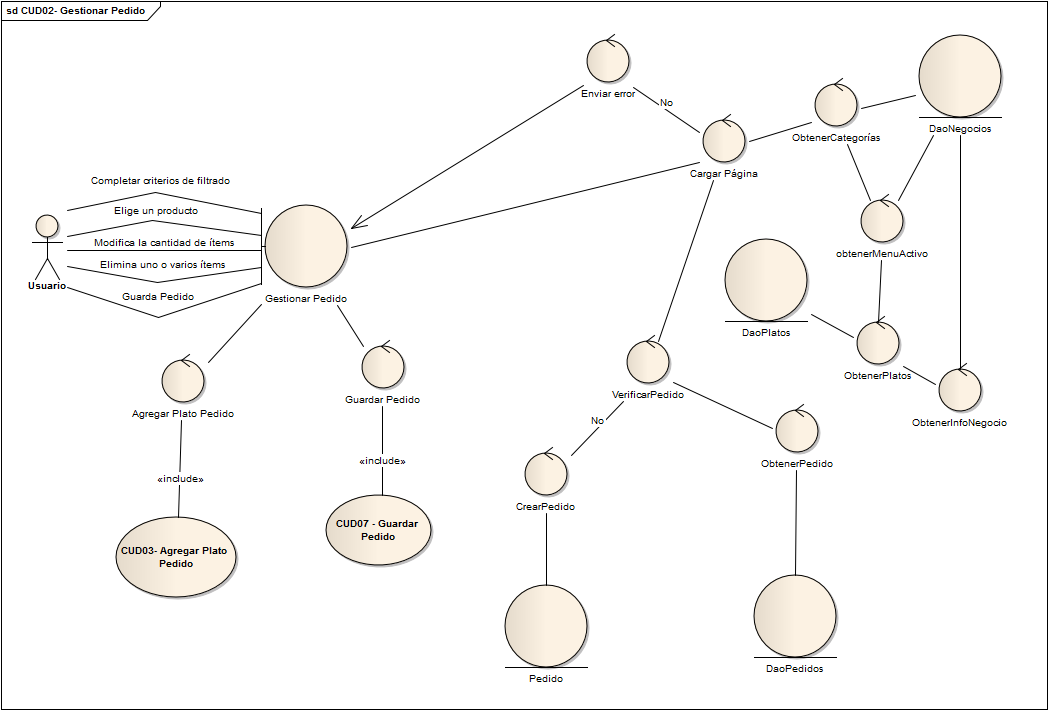 sd CUD02- Gestionar Pedido
Enviar error
No
Cargar Página
ObtenerCategorías
DaoNegocios
Completar criterios de filtrado
Elige un producto
Modifica la cantidad de ítems
Elimina uno o varios ítems
Guarda Pedido
Usuario
Gestionar Pedido
obtenerMenuActivo
DaoPlatos
ObtenerPlatos
ObtenerInfoNegocio
Agregar Plato Pedido
Guardar Pedido
VerificarPedido
No
«include»
«include»
ObtenerPedido
CrearPedido
CUD03- Agregar Plato
Pedido
CUD07 - Guardar
Pedido
Pedido
DaoPedidos